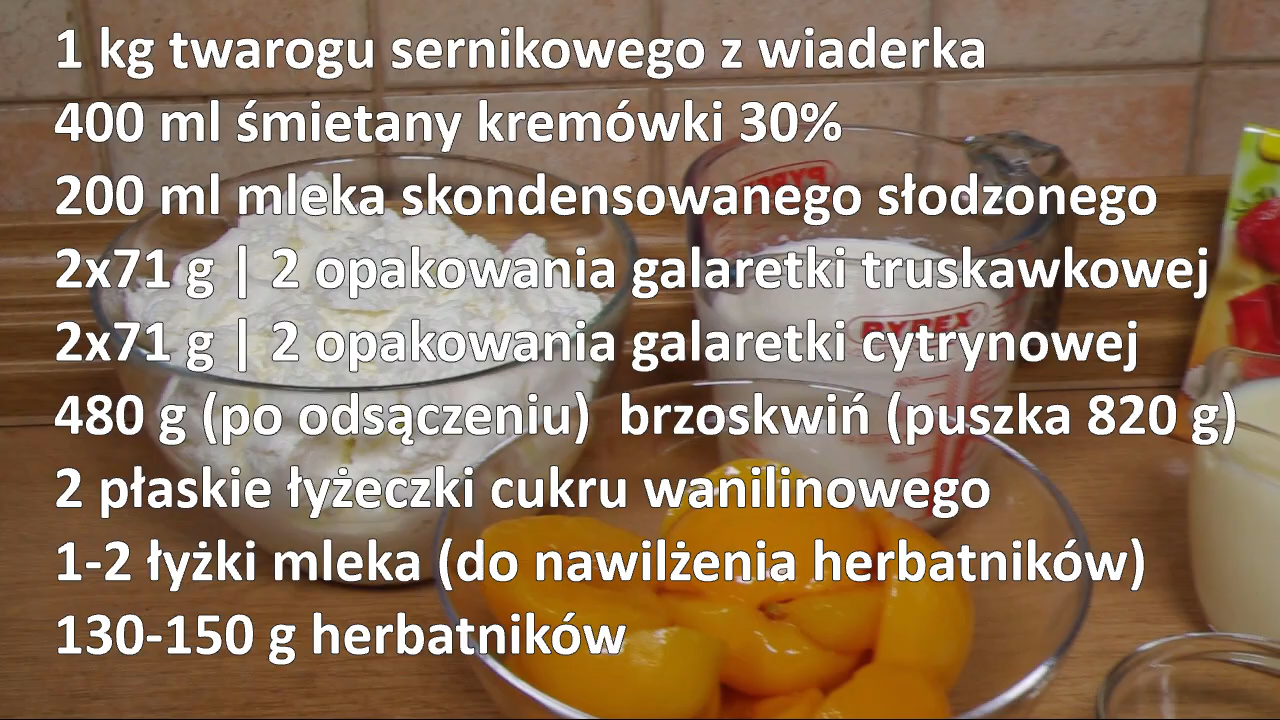 1 kg twarogu sernikowego z wiaderka
400 ml śmietany kremówki 30%
200 ml mleka skondensowanego słodzonego
2x71 g | 2 opakowania galaretki truskawkowej
2x71 g | 2 opakowania galaretki cytrynowej
480 g (po odsączeniu) brzoskwiń (puszka 820 g)
2 płaskie łyżeczki cukru wanilinowego
1-2 łyżki mleka (do nawilżenia herbatników)
130-150 g herbatników
PYREX
PYREX